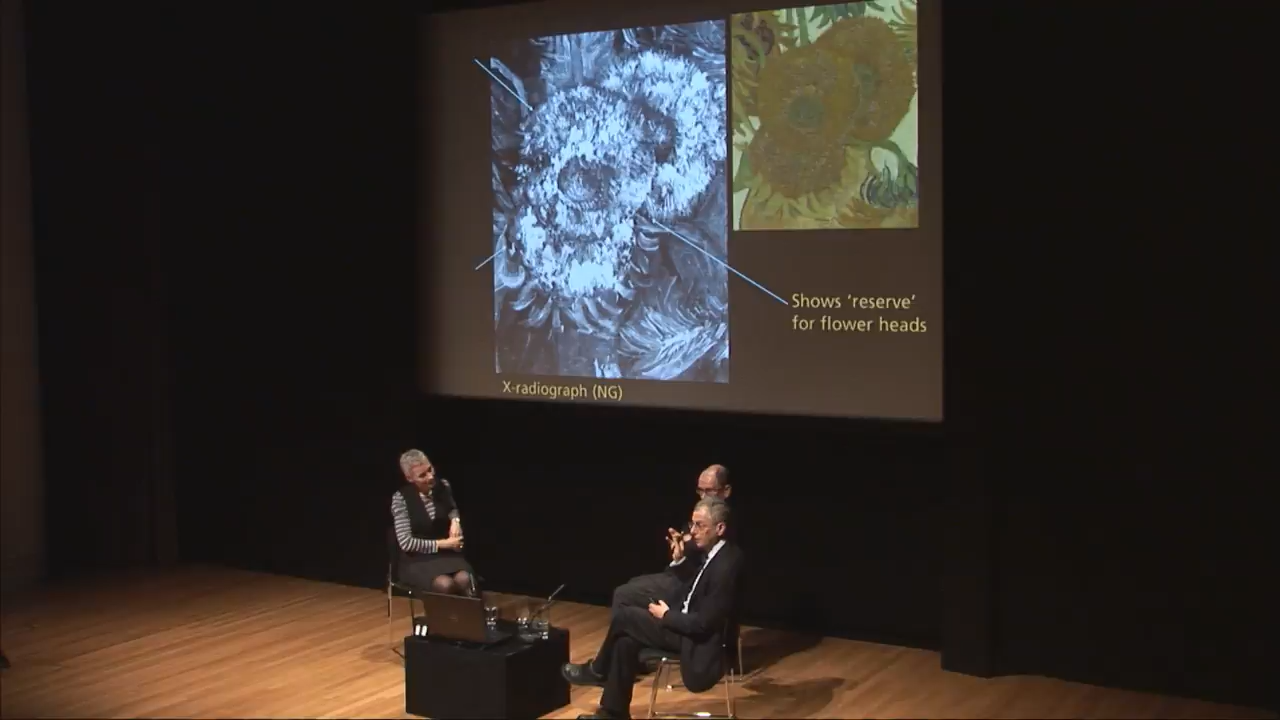 Shows ‘reserve’
for flower heads
X-radiograph (NG)